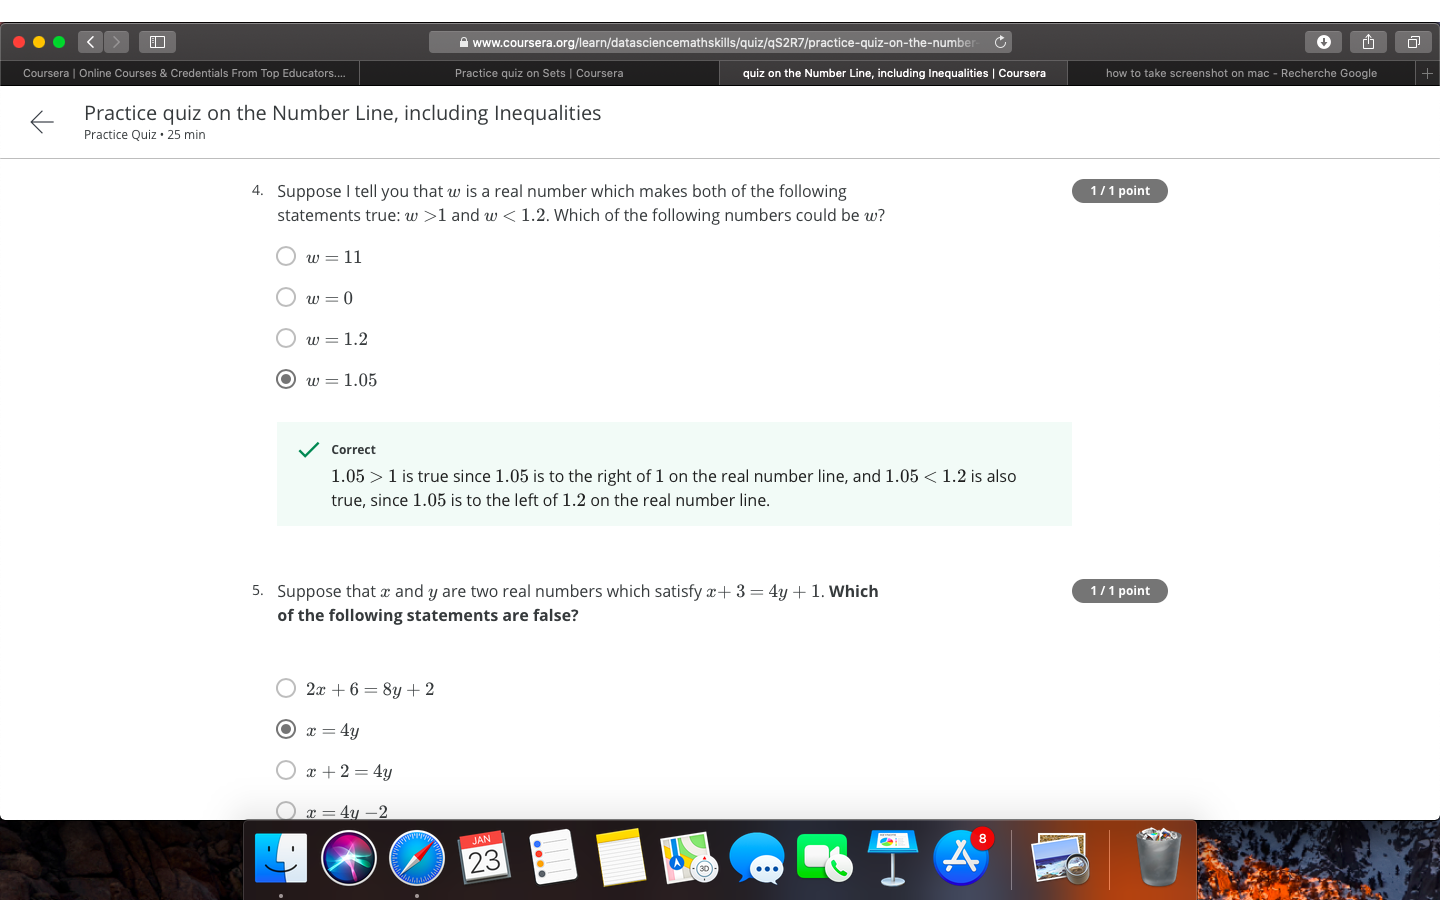 www.coursera.org/learn/datasciencemathskills/quiz/qS2R7/practice-quiz-on-the-number-
Coursera | Online Courses & Credentials From Top Educators....
Practice quiz on Sets | Coursera
quiz on the Number Line, including Inequalities | Coursera
how to take screenshot on mac - Recherche Google
Practice quiz on the Number Line, including Inequalities
Practice Quiz • 25 min
4. Suppose I tell you that w is a real number which makes both of the following
statements true: w >1 and w < 1.2. Which of the following numbers could be w?
1 / 1 point
w = 11
w = 0
w = 1.2
w = 1.05
Correct
1.05 > 1 is true since 1.05 is to the right of 1 on the real number line, and 1.05 < 1.2 is also
true, since 1.05 is to the left of 1.2 on the real number line.
5. Suppose that x and y are two real numbers which satisfy x+ 3 = 4y + 1. Which
of the following statements are false?
1 / 1 point
2x + 6 = 8y + 2
x = 4y
x + 2 = 4y
x = 4y −2
JAN
23
3D
8